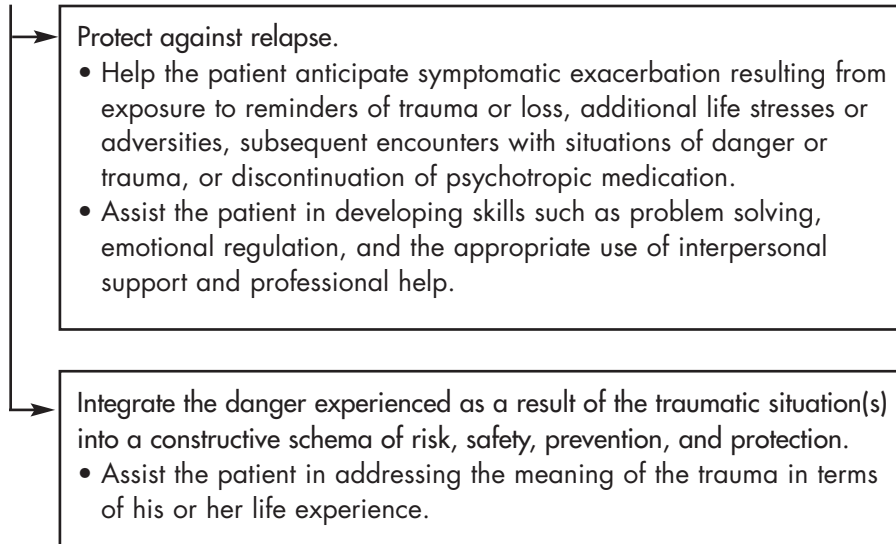 Protect against relapse.
• Help the patient anticipate symptomatic exacerbation resulting from
exposure to reminders of trauma or loss, additional life stresses or
adversities, subsequent encounters with situations of danger or
trauma, or discontinuation of psychotropic medication.
• Assist the patient in developing skills such as problem solving,
emotional regulation, and the appropriate use of interpersonal
support and professional help.
Integrate the danger experienced as a result of the traumatic situation(s)
into a constructive schema of risk, safety, prevention, and protection.
• Assist the patient in addressing the meaning of the trauma in terms
of his or her life experience.